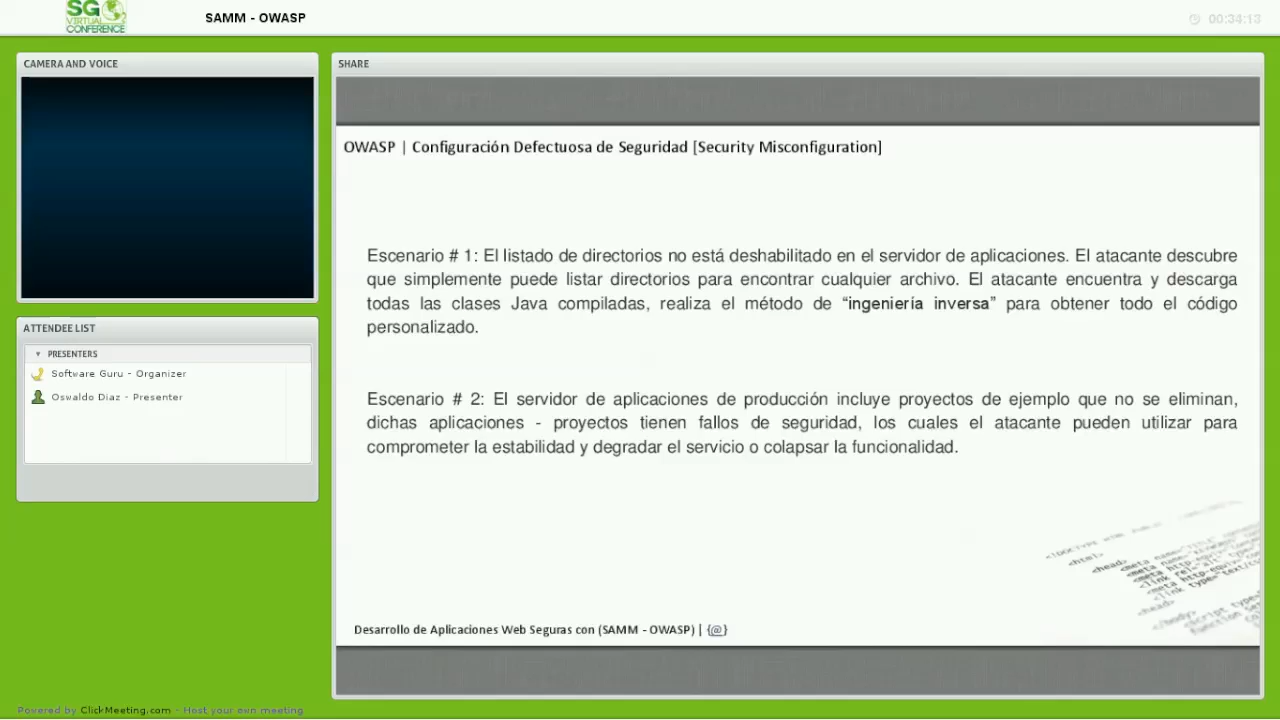 SG
VIRTUAL
CONFERENCE
SAMM - OWASP
00:34:13
CAMERA AND VOICE
SHARE
OWASP | Configuración Defectuosa de Seguridad [Security Misconfiguration]
Escenario # 1: El listado de directorios no está deshabilitado en el servidor de aplicaciones. El atacante descubre
que simplemente puede listar directorios para encontrar cualquier archivo. El atacante encuentra y descarga
todas las clases Java compiladas, realiza el método de “ingeniería inversa” para obtener todo el código
personalizado.
Escenario # 2: El servidor de aplicaciones de producción incluye proyectos de ejemplo que no se eliminan,
dichas aplicaciones - proyectos tienen fallos de seguridad, los cuales el atacante pueden utilizar para
comprometer la estabilidad y degradar el servicio o colapsar la funcionalidad.
ATTENDEE LIST
PRESENTERS
Software Guru - Organizer
Oswaldo Diaz - Presenter
<html>
<head>
Desarrollo de Aplicaciones Web Seguras con (SAMM - OWASP) | {@}
Powered by ClickMeeting.com - Host your own meeting